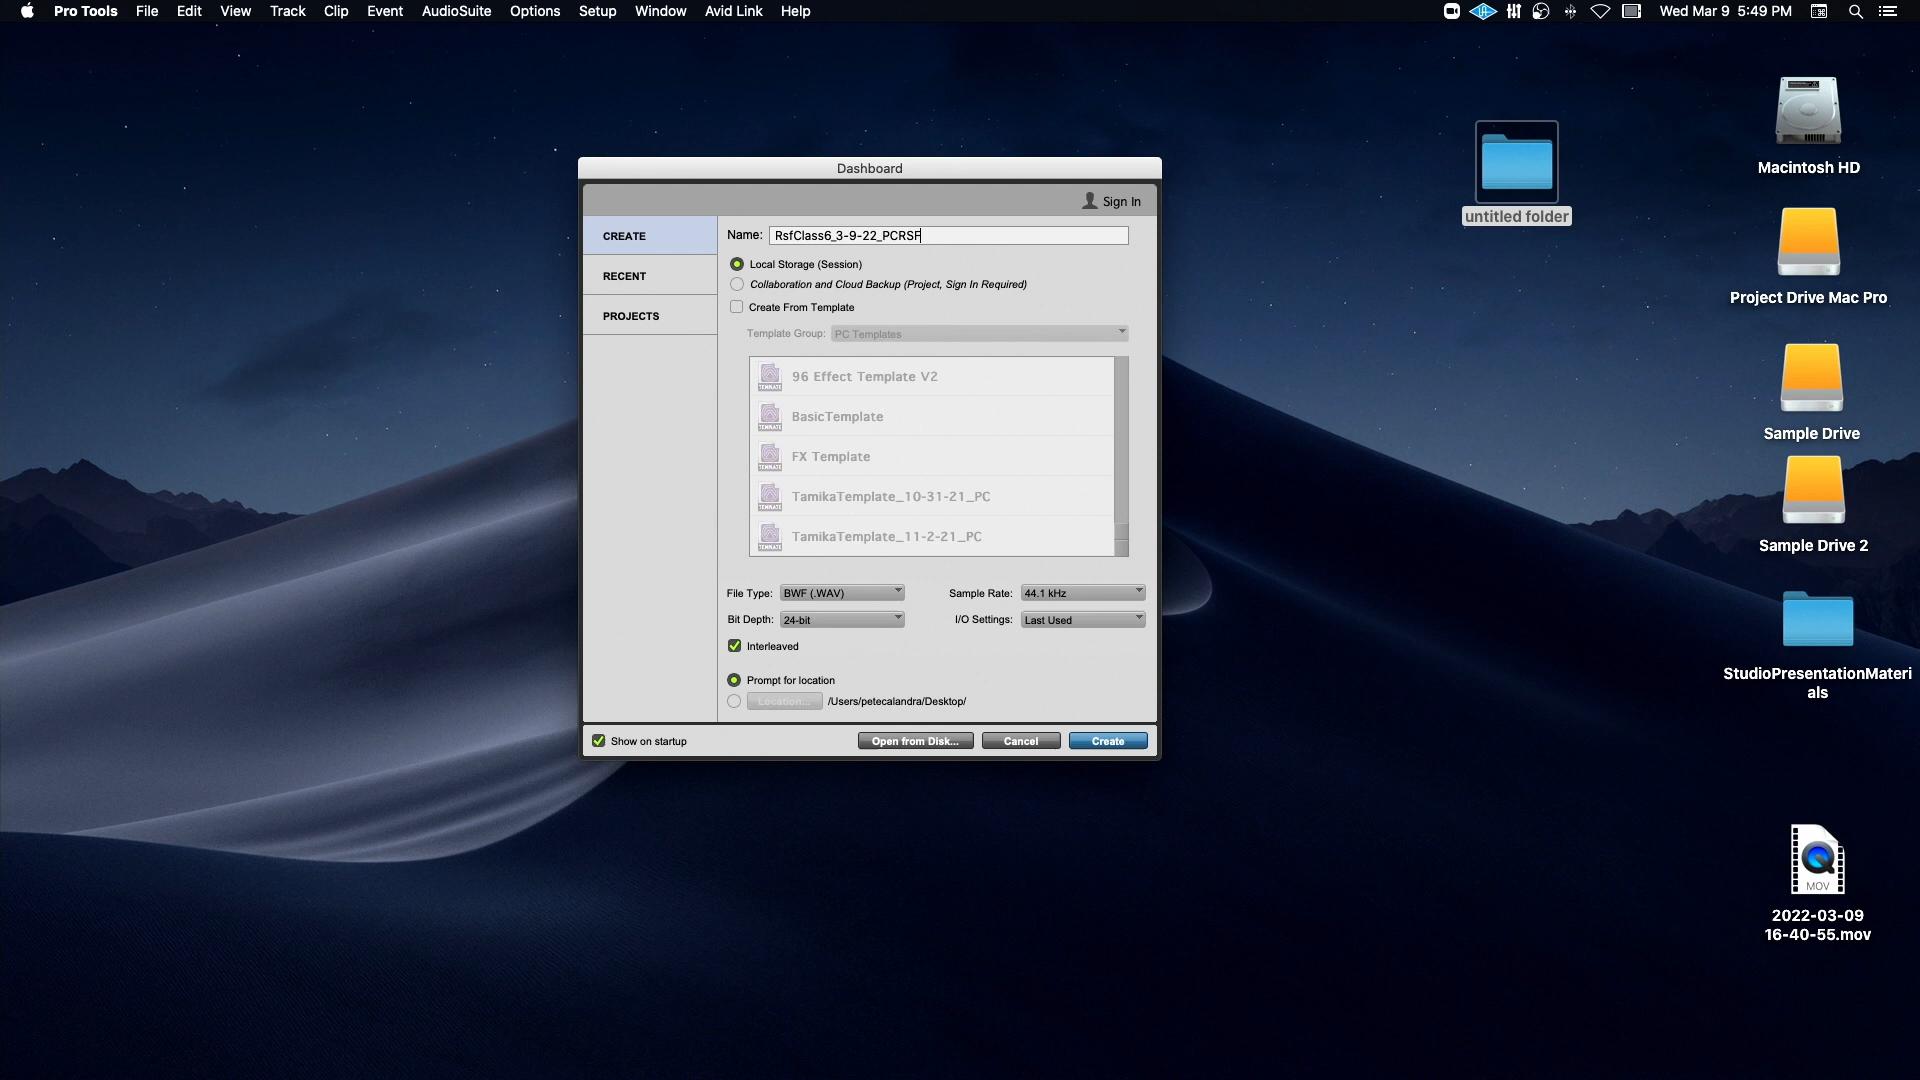 Pro Tools File Edit View Track Clip Event AudioSuite Options Setup Window Avid Link Help Wed Mar 9 5:49 PM
Dashboard
Sign In
CREATE
RECENT
PROJECTS
Name: RsfClass6_3-9-22_PCRSF
Local Storage (Session)
Collaboration and Cloud Backup (Project, Sign In Required)
Create From Template
Template Group: PC Templates
TEMPLATE 96 Effect Template V2
TEMPLATE BasicTemplate
TEMPLATE FX Template
TEMPLATE TamikaTemplate_10-31-21_PC
TEMPLATE TamikaTemplate_11-2-21_PC
File Type: BWF (.WAV) Sample Rate: 44.1 kHz
Bit Depth: 24-bit I/O Settings: Last Used
Interleaved
Prompt for location
Location... /Users/petecalandra/Desktop/
Show on startup Open from Disk... Cancel Create
untitled folder
Macintosh HD
Project Drive Mac Pro
Sample Drive
Sample Drive 2
StudioPresentationMateri
als
MOV
2022-03-09
16-40-55.mov